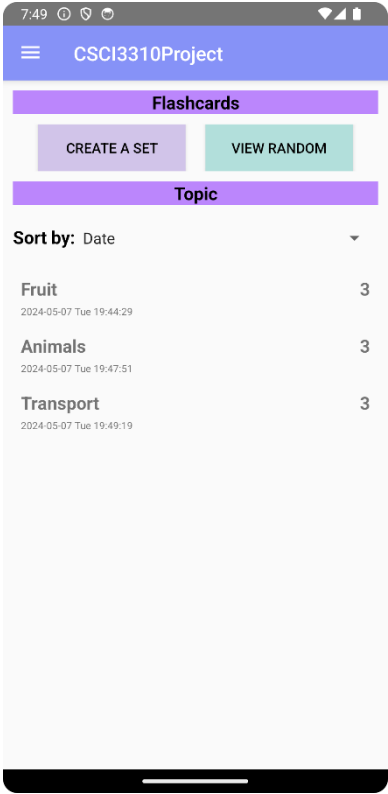 7:49
CSCI3310Project
Flashcards
CREATE A SET VIEW RANDOM
Topic
Sort by: Date
Fruit 3
2024-05-07 Tue 19:44:29
Animals 3
2024-05-07 Tue 19:47:51
Transport 3
2024-05-07 Tue 19:49:19